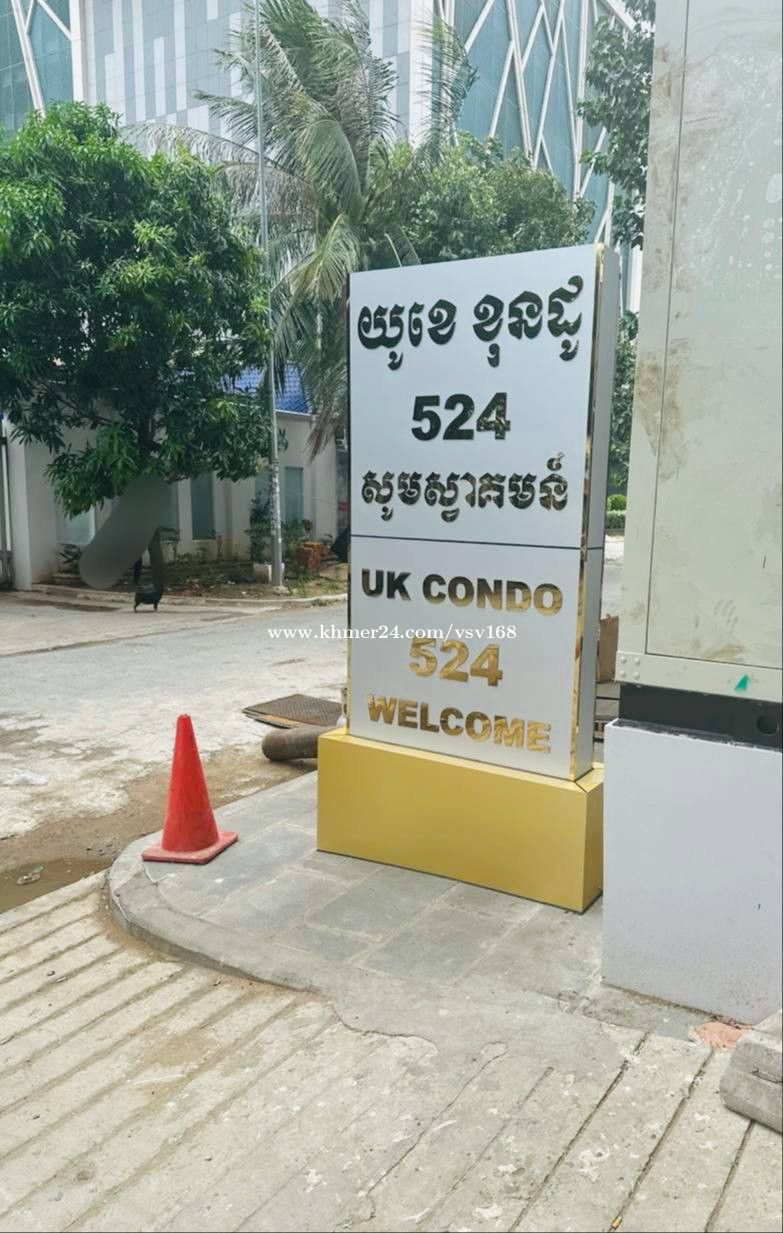 យូខេ ខុនដូ
524
សូមស្វាគមន៍
UK CONDO
www.khmer24.com/vsv168
524
WELCOME